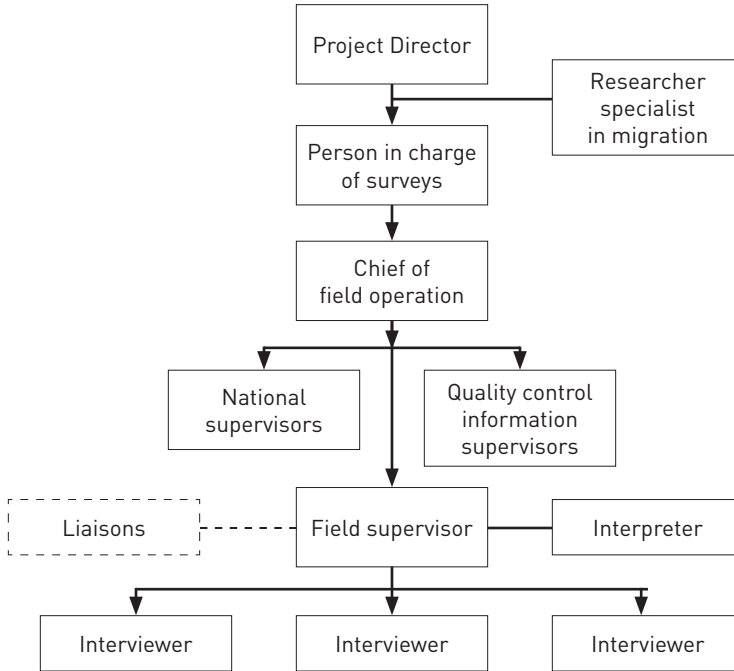 Project Director
Researcher
specialist
in migration
Person in charge
of surveys
Chief of
field operation
National
supervisors
Quality control
information
supervisors
Liaisons
Field supervisor
Interpreter
Interviewer
Interviewer
Interviewer